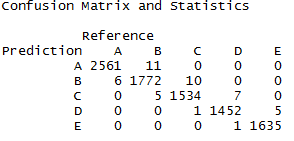 Confusion Matrix and Statistics
Reference
Prediction A B C D E
A 2561 11 0 0 0
B 6 1772 10 0 0
C 0 5 1534 7 0
D 0 0 1 1452 5
E 0 0 0 1 1635